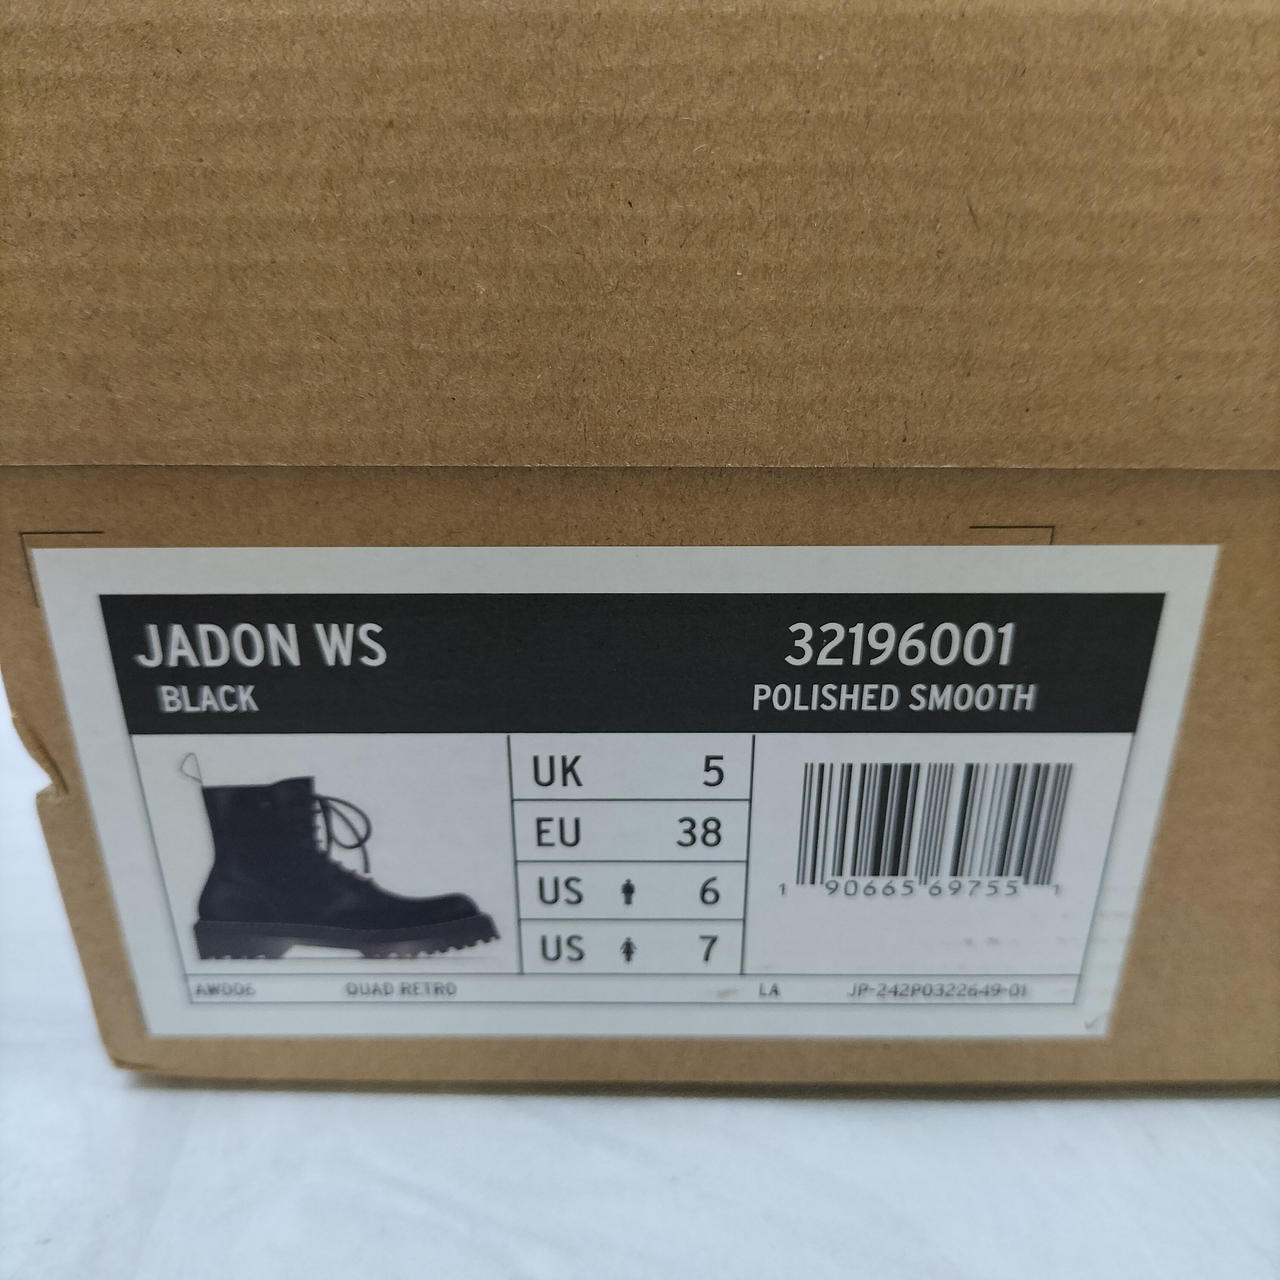 JADON WS 32196001
BLACK POLISHED SMOOTH
UK 5
EU 38
US 6
US 7
1 90665 69755 1
AW006 QUAD RETRO LA JP-242P0322649-01